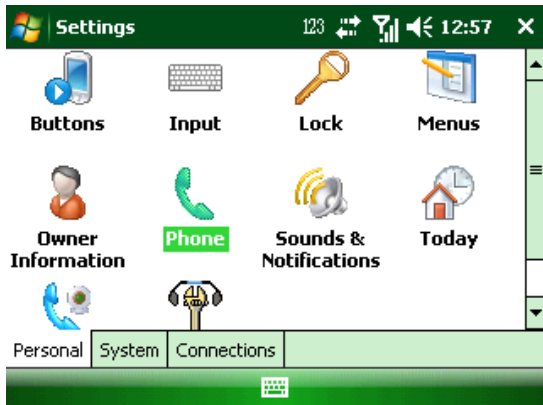 Settings 123 12:57
Buttons Input Lock Menus
Owner Information Phone Sounds & Notifications Today
Personal System Connections